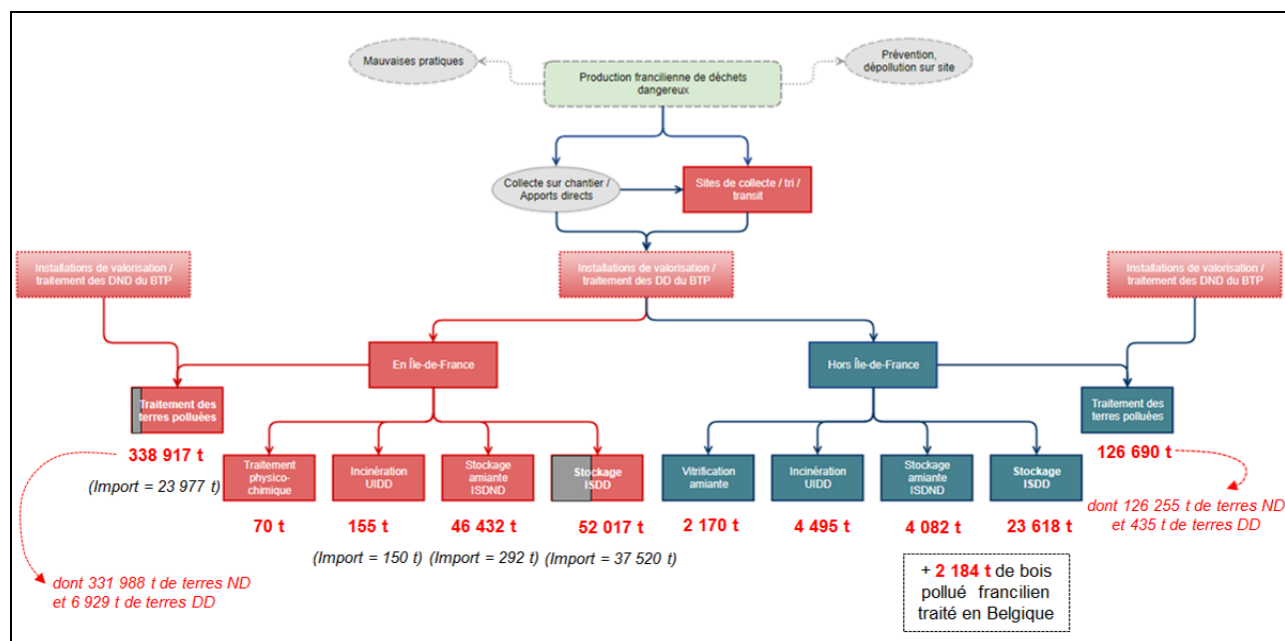 Mauvaises pratiques
Production francilienne de déchets
dangereux
Prévention,
dépollution sur site
Collecte sur chantier /
Apports directs
Sites de collecte / tri /
transit
Installations de valorisation /
traitement des DND du BTP
Installations de valorisation /
traitement des DD du BTP
Installations de valorisation /
traitement des DND du BTP
En Île-de-France
Hors Île-de-France
Traitement des
terres polluées
338 917 t
(Import = 23 977 t)
dont 331 988 t de terres ND
et 6 929 t de terres DD
Traitement
physico-
chimique
70 t
Incinération
UIDD
155 t
(Import = 150 t)
Stockage
amiante
ISDND
46 432 t
(Import = 292 t)
Stockage
ISDD
52 017 t
(Import = 37 520 t)
Vitrification
amiante
2 170 t
Incinération
UIDD
4 495 t
Stockage
amiante
ISDND
4 082 t
Stockage
ISDD
23 618 t
Traitement des
terres polluées
126 690 t
dont 126 255 t de terres ND
et 435 t de terres DD
+ 2 184 t de bois
pollué francilien
traité en Belgique